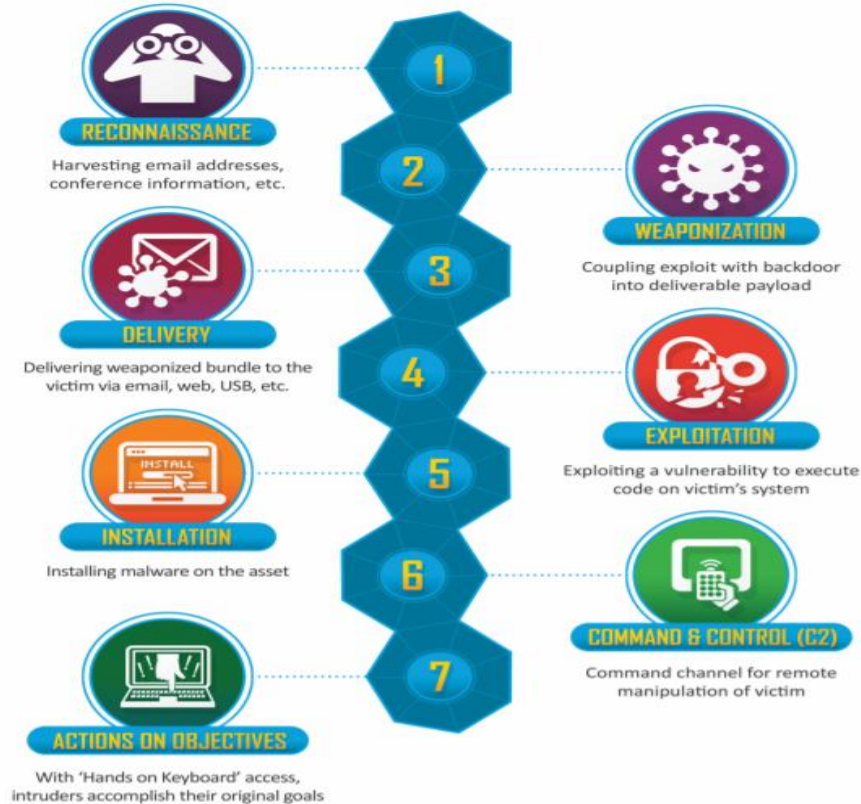 1
RECONNAISSANCE
Harvesting email addresses,
conference information, etc.
2
WEAPONIZATION
Coupling exploit with backdoor
into deliverable payload
3
DELIVERY
Delivering weaponized bundle to the
victim via email, web, USB, etc.
4
EXPLOITATION
Exploiting a vulnerability to execute
code on victim's system
5
INSTALL
INSTALLATION
Installing malware on the asset
6
COMMAND & CONTROL (C2)
Command channel for remote
manipulation of victim
7
ACTIONS ON OBJECTIVES
With 'Hands on Keyboard' access,
intruders accomplish their original goals